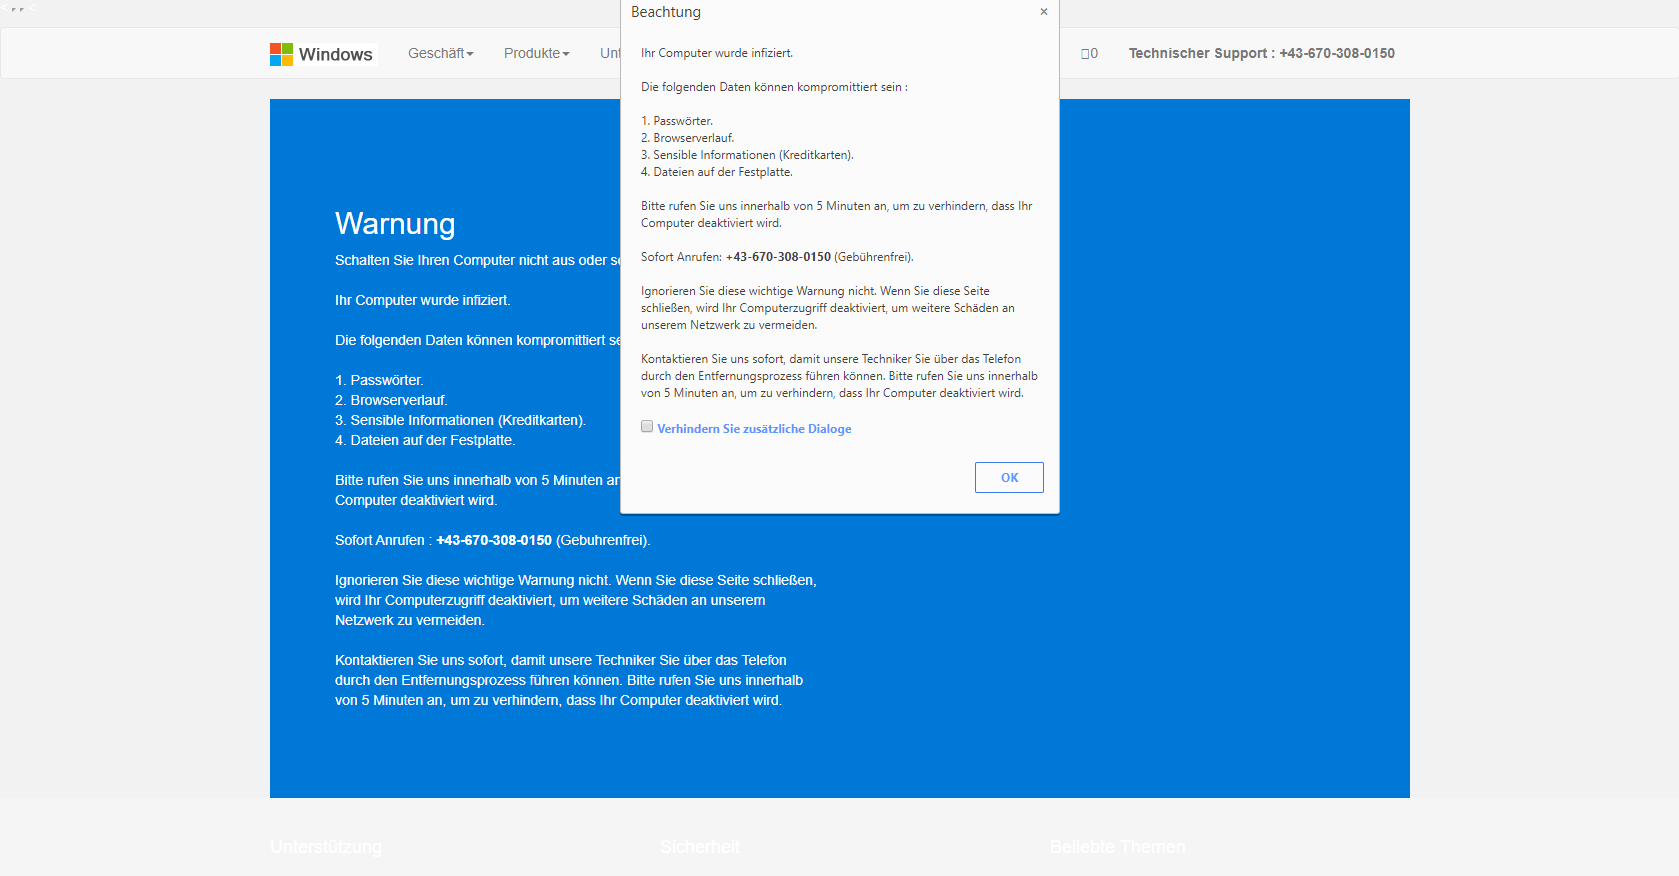 Windows
Geschäft
Produkte
0
Technischer Support : +43-670-308-0150
Beachtung
×
Ihr Computer wurde infiziert.
Die folgenden Daten können kompromittiert sein :
1. Passwörter.
2. Browserverlauf.
3. Sensible Informationen (Kreditkarten).
4. Dateien auf der Festplatte.
Bitte rufen Sie uns innerhalb von 5 Minuten an, um zu verhindern, dass Ihr
Computer deaktiviert wird.
Sofort Anrufen: +43-670-308-0150 (Gebührenfrei).
Ignorieren Sie diese wichtige Warnung nicht. Wenn Sie diese Seite
schließen, wird Ihr Computerzugriff deaktiviert, um weitere Schäden an
unserem Netzwerk zu vermeiden.
Kontaktieren Sie uns sofort, damit unsere Techniker Sie über das Telefon
durch den Entfernungsprozess führen können. Bitte rufen Sie uns innerhalb
von 5 Minuten an, um zu verhindern, dass Ihr Computer deaktiviert wird.
Verhindern Sie zusätzliche Dialoge
OK
Warnung
Schalten Sie Ihren Computer nicht aus oder
Ihr Computer wurde infiziert.
Die folgenden Daten können kompromittiert
1. Passwörter.
2. Browserverlauf.
3. Sensible Informationen (Kreditkarten).
4. Dateien auf der Festplatte.
Bitte rufen Sie uns innerhalb von 5 Minuten an
Computer deaktiviert wird.
Sofort Anrufen : +43-670-308-0150 (Gebuhrenfrei).
Ignorieren Sie diese wichtige Warnung nicht. Wenn Sie diese Seite schließen,
wird Ihr Computerzugriff deaktiviert, um weitere Schäden an unserem
Netzwerk zu vermeiden.
Kontaktieren Sie uns sofort, damit unsere Techniker Sie über das Telefon
durch den Entfernungsprozess führen können. Bitte rufen Sie uns innerhalb
von 5 Minuten an, um zu verhindern, dass Ihr Computer deaktiviert wird.
Unterstützung
Sicherheit
Beliebte Themen